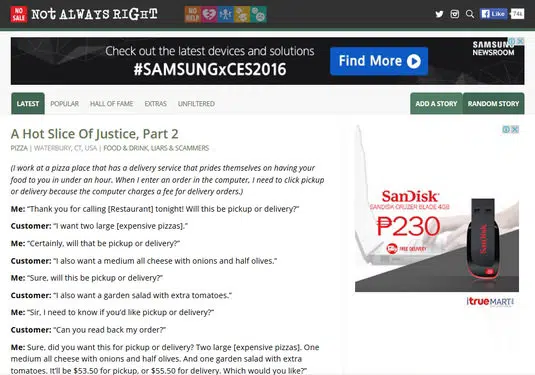 NO SALE NOT ALWAYS RIGHT NO HELP Like 74k
Check out the latest devices and solutions
#SAMSUNGxCES2016
Find More
SAMSUNG
NEWSROOM
LATEST POPULAR HALL OF FAME EXTRAS UNFILTERED ADD A STORY RANDOM STORY
A Hot Slice Of Justice, Part 2
PIZZA | WATERBURY, CT, USA | FOOD & DRINK, LIARS & SCAMMERS
(I work at a pizza place that has a delivery service that prides themselves on having your
food to you in under an hour. When I enter an order in the computer, I need to click pickup
or delivery because the computer charges a fee for delivery orders.)
Me: “Thank you for calling [Restaurant] tonight! Will this be pickup or delivery?”
Customer: “I want two large [expensive pizzas].”
Me: “Certainly, will that be pickup or delivery?”
Customer: “I also want a medium all cheese with onions and half olives.”
Me: “Sure, will this be pickup or delivery?”
Customer: “I also want a garden salad with extra tomatoes.”
Me: “Sir, I need to know if you’d like pickup or delivery?”
Customer: “Can you read back my order?”
Me: Sure, did you want this for pickup or delivery? Two large [expensive pizzas]. One
medium all cheese with onions and half olives. And one garden salad with extra
tomatoes. It’ll be $53.50 for pickup, or $55.50 for delivery. Which would you like?”
SanDisk
SANDISK CRUZER BLADE 4GB
₱230
FREE DELIVERY
SanDisk
trueMART